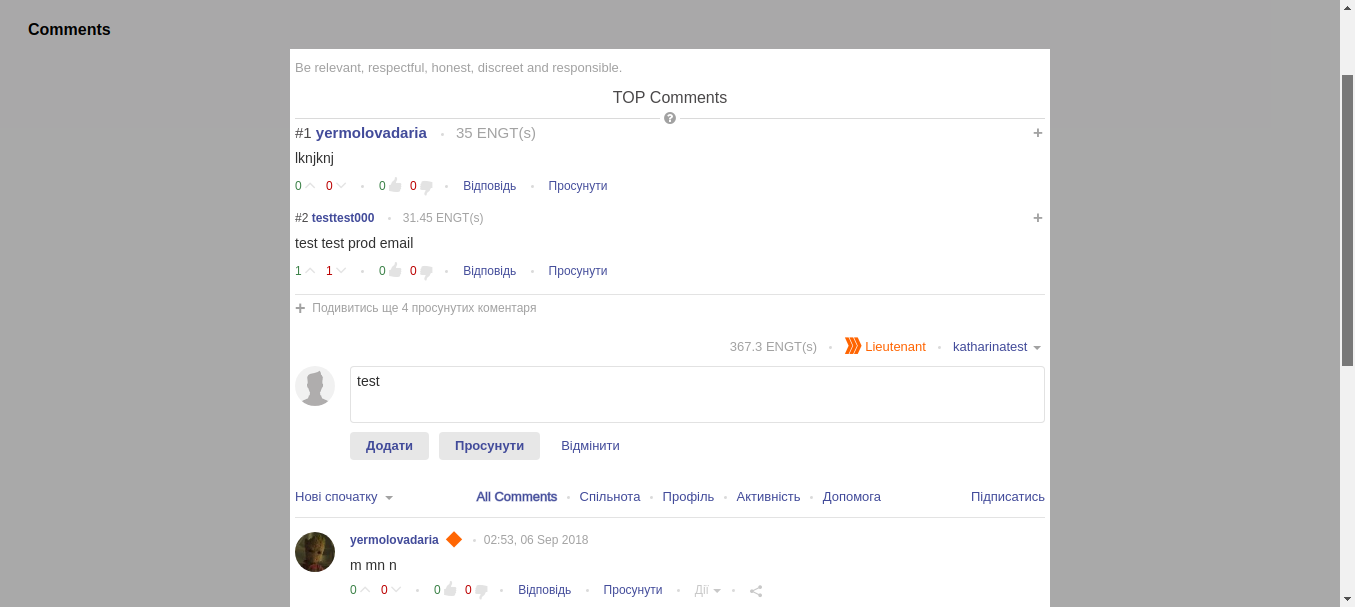 Comments
Be relevant, respectful, honest, discreet and responsible.
TOP Comments
?
#1 yermolovadaria • 35 ENGT(s) +
lknjknj
0 0 • 0 0 • Відповідь • Просунути
#2 testtest000 • 31.45 ENGT(s) +
test test prod email
1 1 • 0 0 • Відповідь • Просунути
+ Подивитись ще 4 просунутих коментаря
367.3 ENGT(s) • Lieutenant • katharinatest
test
Додати Просунути Відмінити
Нові спочатку All Comments • Спільнота • Профіль • Активність • Допомога Підписатись
yermolovadaria • 02:53, 06 Sep 2018
m mn n
0 0 • 0 0 • Відповідь • Просунути • Дії •